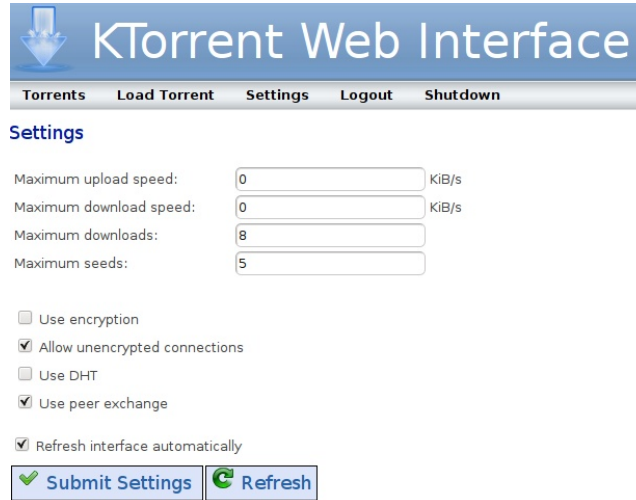 KTorrent Web Interface
Torrents Load Torrent Settings Logout Shutdown
Settings
Maximum upload speed: 0 KiB/s
Maximum download speed: 0 KiB/s
Maximum downloads: 8
Maximum seeds: 5
Use encryption
Allow unencrypted connections
Use DHT
Use peer exchange
Refresh interface automatically
Submit Settings Refresh